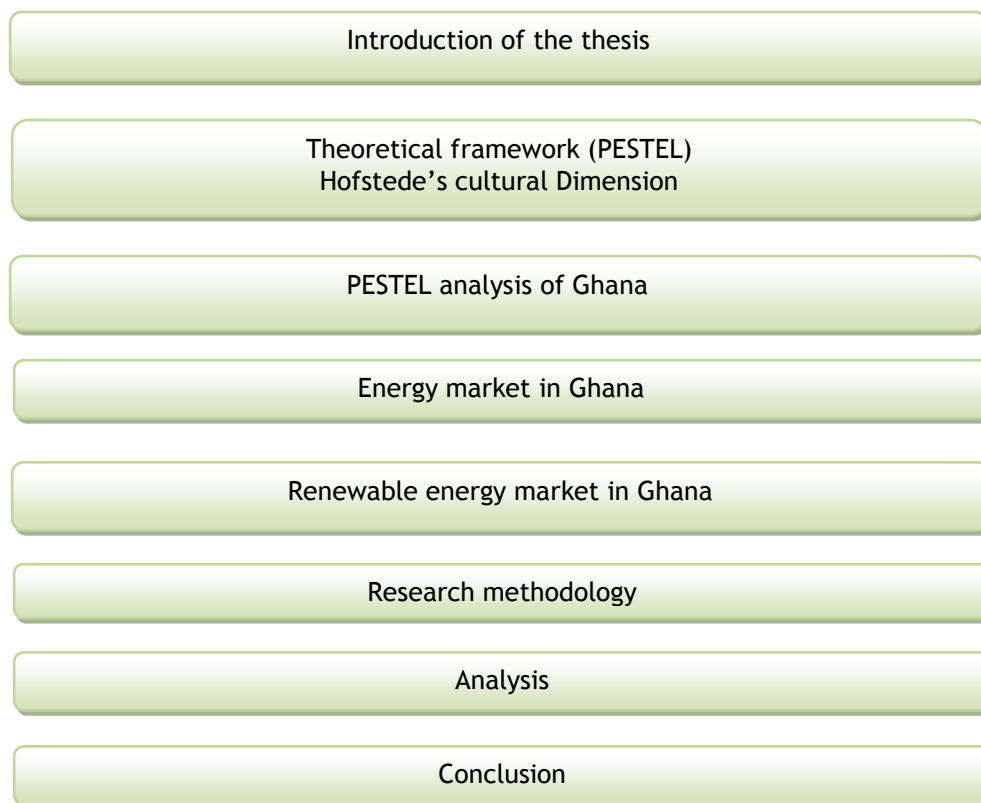 Introduction of the thesis
Theoretical framework (PESTEL)
Hofstede’s cultural Dimension
PESTEL analysis of Ghana
Energy market in Ghana
Renewable energy market in Ghana
Research methodology
Analysis
Conclusion